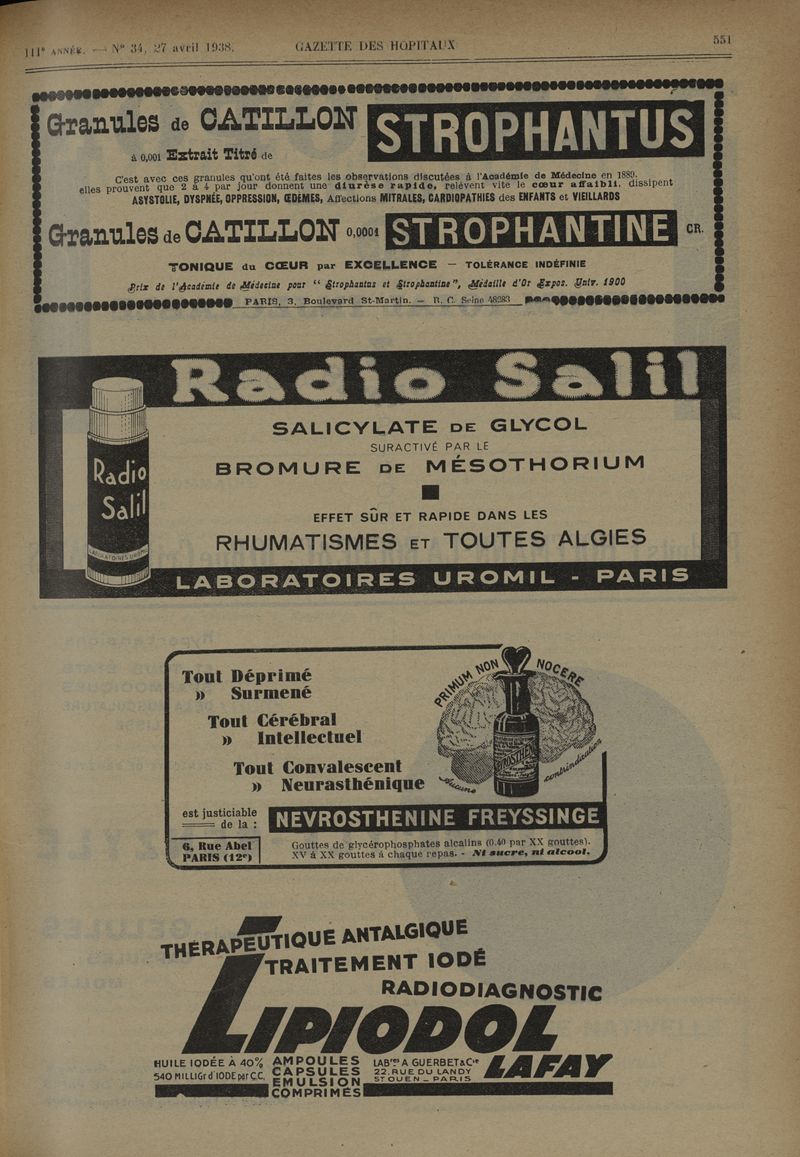 111e ANNÉE. — N° 34, 27 avril 1938.
GAZETTE DES HOPITAUX
551
Granules de CATILLON STROPHANTUS
à 0,001 Extrait Titré de
C'est avec ces granules qu'ont été faites les observations discutées à l'Académie de Médecine en 1889.
elles prouvent que 2 à 4 par jour donnent une diurèse rapide, relèvent vite le cœur affaibli, dissipent
ASYSTOLIE, DYSPNÉE, OPPRESSION, ŒDÈMES, Affections MITRALES, CARDIOPATHIES des ENFANTS et VIEILLARDS
Granules de CATILLON 0,0001 STROPHANTINE CR.
TONIQUE du CŒUR par EXCELLENCE — TOLÉRANCE INDÉFINIE
Prix de l'Académie de Médecine pour “ Strophantus et Strophantine ”, Médaille d'Or Expos. Univ. 1900
PARIS, 3, Boulevard St-Martin. — R. C. Seine 48283
Radio Salil
SALICYLATE DE GLYCOL
SURACTIVÉ PAR LE
BROMURE DE MÉSOTHORIUM
EFFET SÛR ET RAPIDE DANS LES
RHUMATISMES ET TOUTES ALGIES
LABORATOIRES UROMIL - PARIS
Radio
Salil
LABORATOIRES UROMIL
Tout Déprimé
» Surmené
Tout Cérébral
» Intellectuel
Tout Convalescent
» Neurasthénique
PRIMUM NON NOCERE
Aucune contrindication
est justiciable
de la :
NEVROSTHENINE FREYSSINGE
6, Rue Abel
PARIS (12e)
Gouttes de glycérophosphates alcalins (0.40 par XX gouttes).
XV à XX gouttes à chaque repas. - Ni sucre, ni alcool.
THÉRAPEUTIQUE ANTALGIQUE
TRAITEMENT IODÉ
RADIODIAGNOSTIC
LIPIODOL
LAFAY
HUILE IODÉE A 40%
540 MILLIGr d'IODE par C.C.
AMPOULES
CAPSULES
EMULSION
COMPRIMÉS
LABres A GUERBET & Cie
22, RUE DU LANDY
ST OUEN _ PARIS